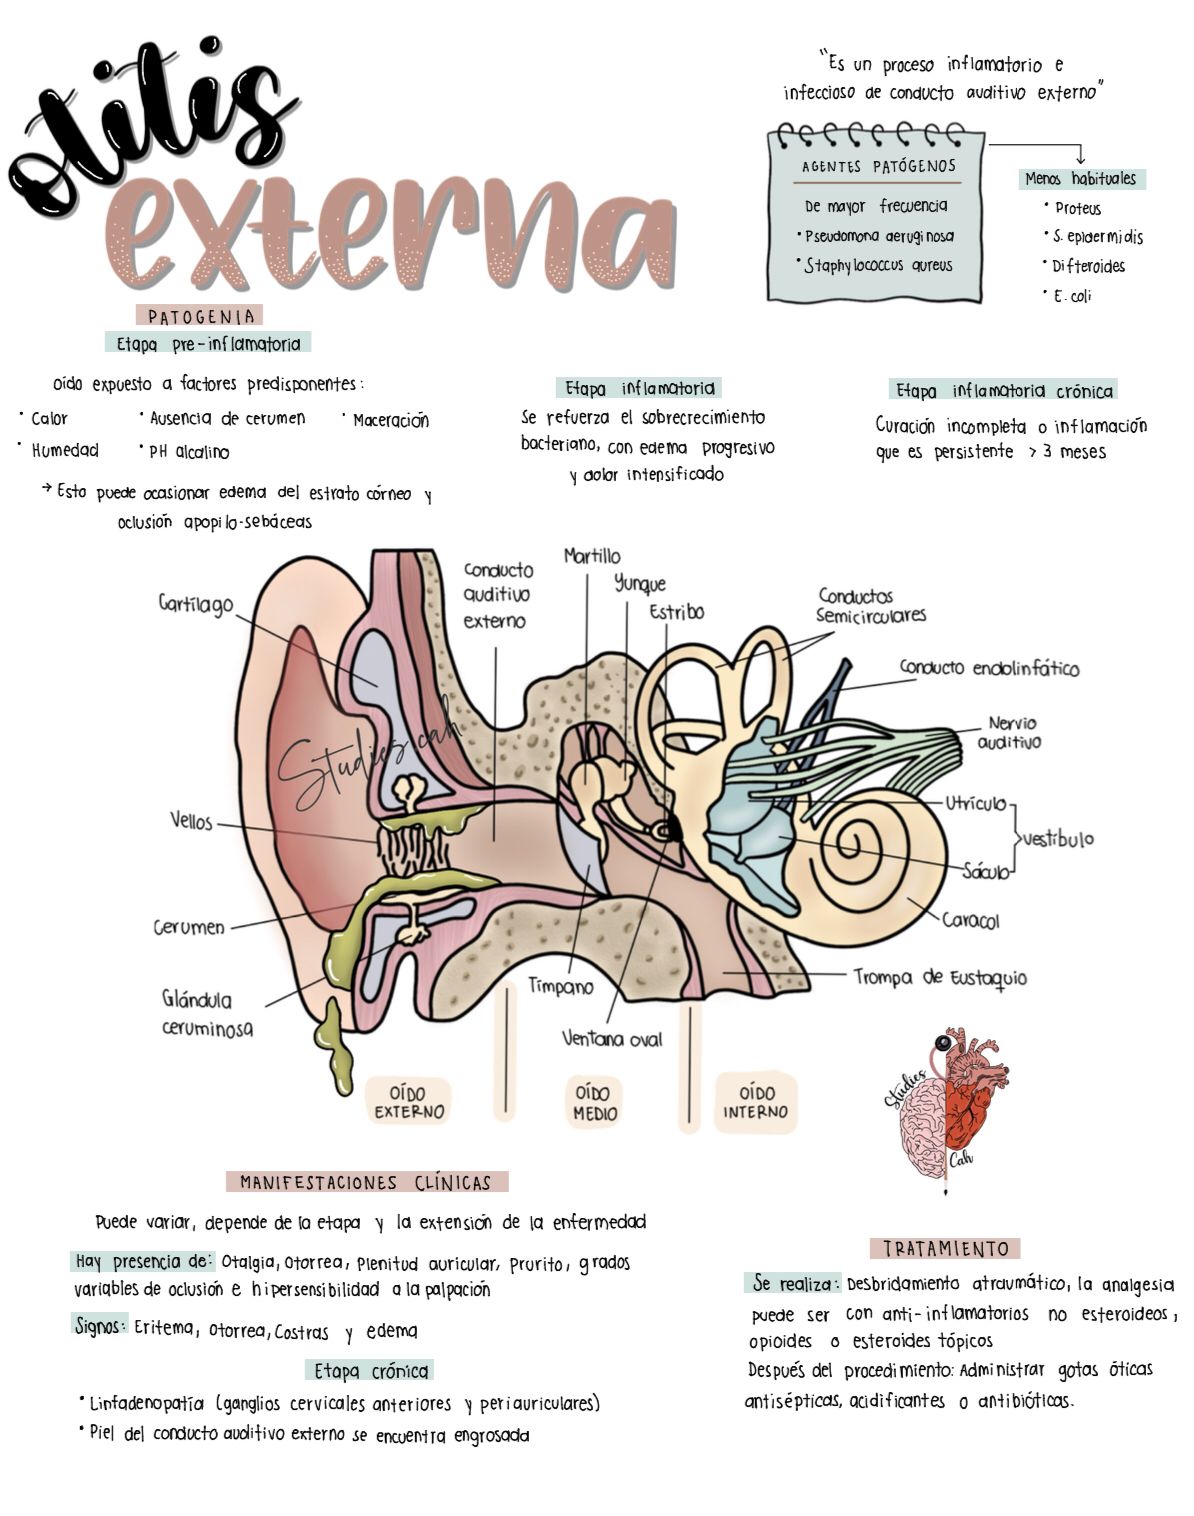 otitis
externa
"Es un proceso inflamatorio e
infeccioso de conducto auditivo externo"
AGENTES PATÓGENOS
De mayor frecuencia
• Pseudomona aeruginosa
• Staphylococcus aureus
Menos habituales
• Proteus
• S. epidermidis
• Difteroides
• E. coli
PATOGENIA
Etapa pre-inflamatoria
Oído expuesto a factores predisponentes:
• Calor
• Ausencia de cerumen
• Maceración
• Humedad
• PH alcalino
→ Esto puede ocasionar edema del estrato córneo y
oclusión apopilo-sebáceas
Etapa inflamatoria
Se refuerza el sobrecrecimiento
bacteriano, con edema progresivo
y dolor intensificado
Etapa inflamatoria crónica
Curación incompleta o inflamación
que es persistente > 3 meses
Cartílago
Conducto
auditivo
externo
Martillo
Yunque
Estribo
Conductos
Semicirculares
Conducto endolinfático
Nervio
auditivo
Utrículo
Sáculo
vestíbulo
Caracol
Trompa de Eustaquio
Vellos
Cerumen
Glándula
ceruminosa
Tímpano
Ventana oval
Studies cah
OÍDO
EXTERNO
OÍDO
MEDIO
OÍDO
INTERNO
Studies
Cah
MANIFESTACIONES CLÍNICAS
Puede variar, depende de la etapa y la extensión de la enfermedad
Hay presencia de: Otalgia, Otorrea, Plenitud auricular, Prurito, grados
variables de oclusión e hipersensibilidad a la palpación
Signos: Eritema, otorrea, Costras y edema
Etapa crónica
• Linfadenopatía (ganglios cervicales anteriores y periauriculares)
• Piel del conducto auditivo externo se encuentra engrosada
TRATAMIENTO
Se realiza: Desbridamiento atraumático, la analgesia
puede ser con anti-inflamatorios no esteroideos,
opioides o esteroides tópicos
Después del procedimiento: Administrar gotas óticas
antisépticas, acidificantes o antibióticas.